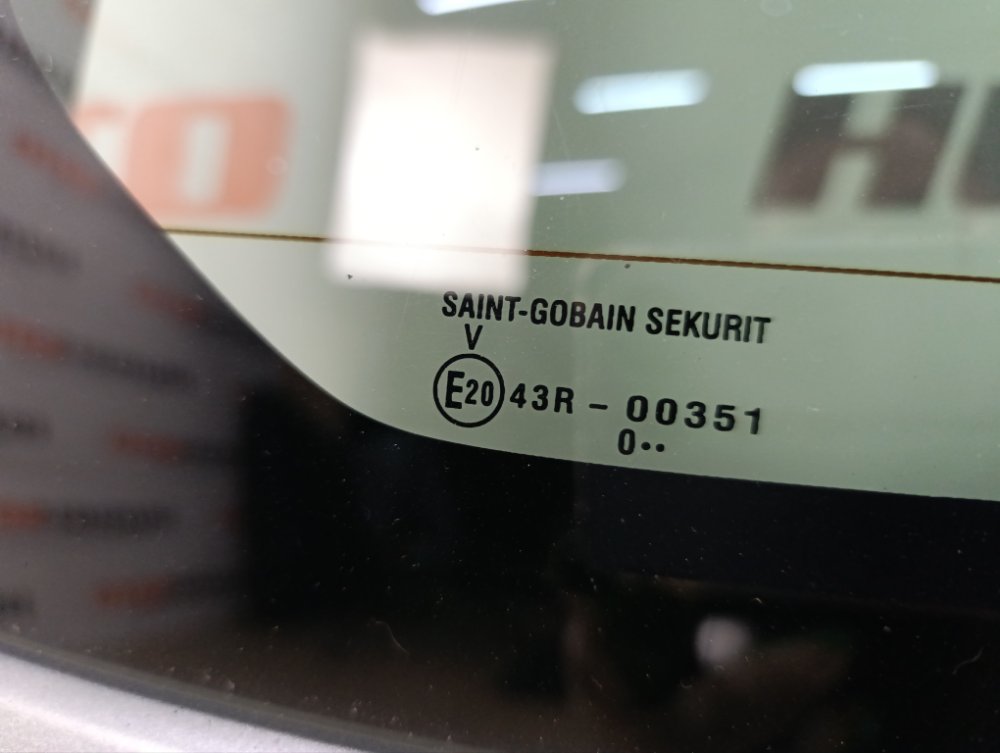 SAINT-GOBAIN SEKURIT
V
E20 43R - 00351
0••